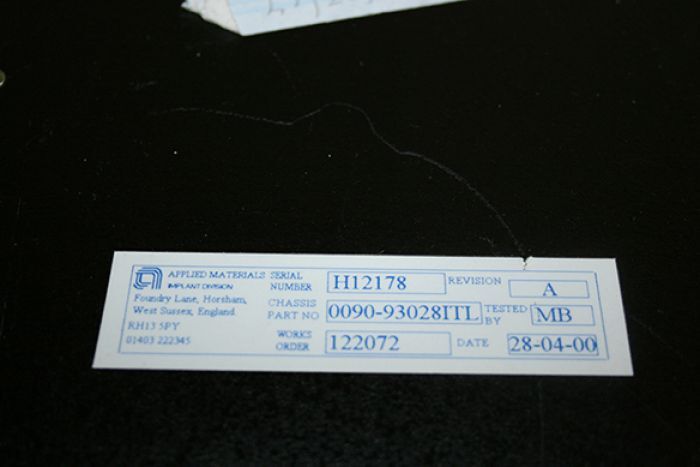 APPLIED MATERIALS
IMPLANT DIVISION
Foundry Lane, Horsham,
West Sussex, England.
RH13 5PY
01403 222345
SERIAL NUMBER H12178 REVISION A
CHASSIS PART NO 0090-93028ITL TESTED BY MB
WORKS ORDER 122072 DATE 28-04-00